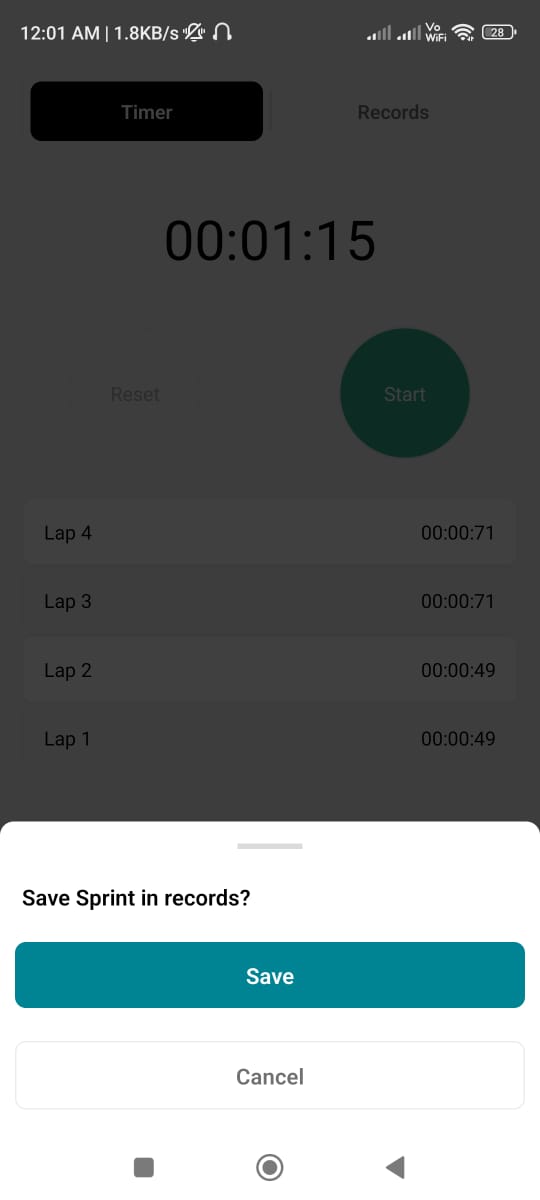 12:01 AM | 1.8KB/s Vo WiFi 28
Timer Records
00:01:15
Reset Start
Lap 4 00:00:71
Lap 3 00:00:71
Lap 2 00:00:49
Lap 1 00:00:49
Save Sprint in records?
Save
Cancel